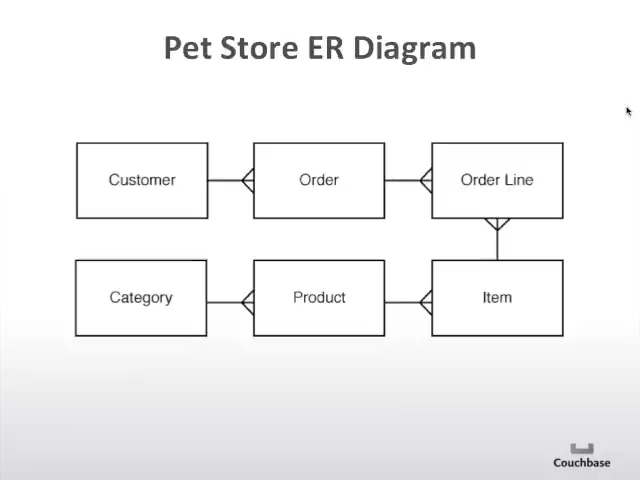 Pet Store ER Diagram
Customer
Order
Order Line
Category
Product
Item
Couchbase